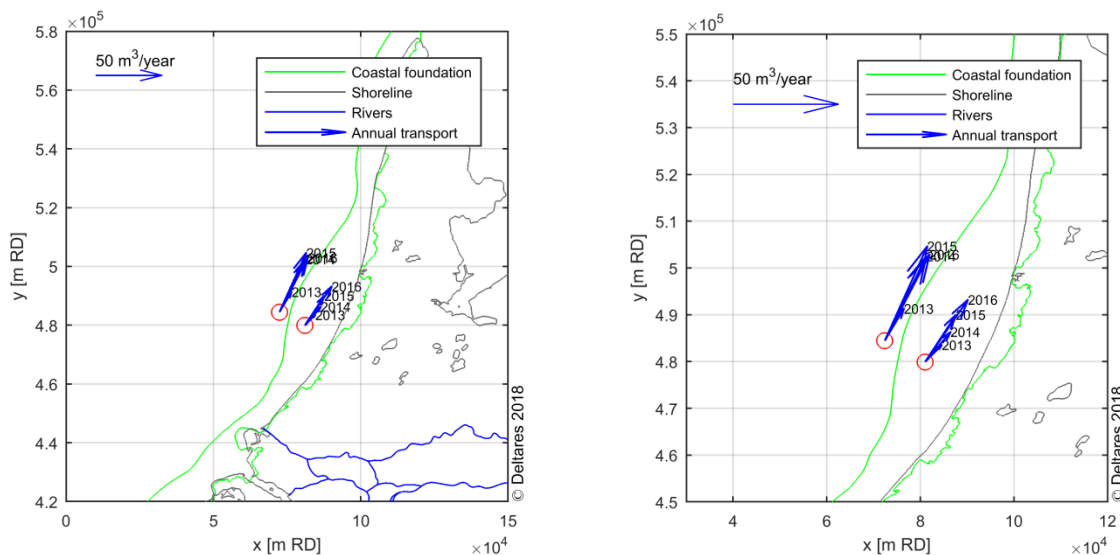 ×10⁵
5.8
50 m³/year
Coastal foundation
Shoreline
Rivers
Annual transport
5.6
5.4
5.2
5
4.8
4.6
4.4
4.2
y [m RD]
2015
2013
2016
2015
2014
2013
0
5
10
15
x [m RD]
×10⁴
© Deltares 2018
×10⁵
5.5
50 m³/year
Coastal foundation
Shoreline
Rivers
Annual transport
5.4
5.3
5.2
5.1
5
4.9
4.8
4.7
4.6
4.5
y [m RD]
2015
2014
2013
2016
2015
2014
2013
4
6
8
10
12
x [m RD]
×10⁴
© Deltares 2018